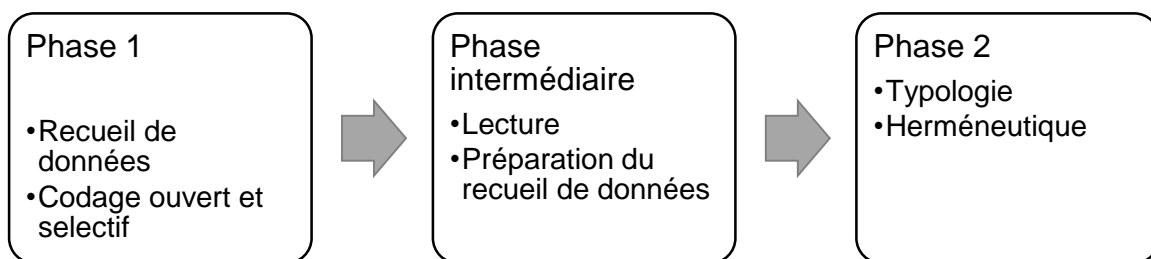 Phase 1
•Recueil de
données
•Codage ouvert et
selectif
Phase
intermédiaire
•Lecture
•Préparation du
recueil de données
Phase 2
•Typologie
•Herméneutique